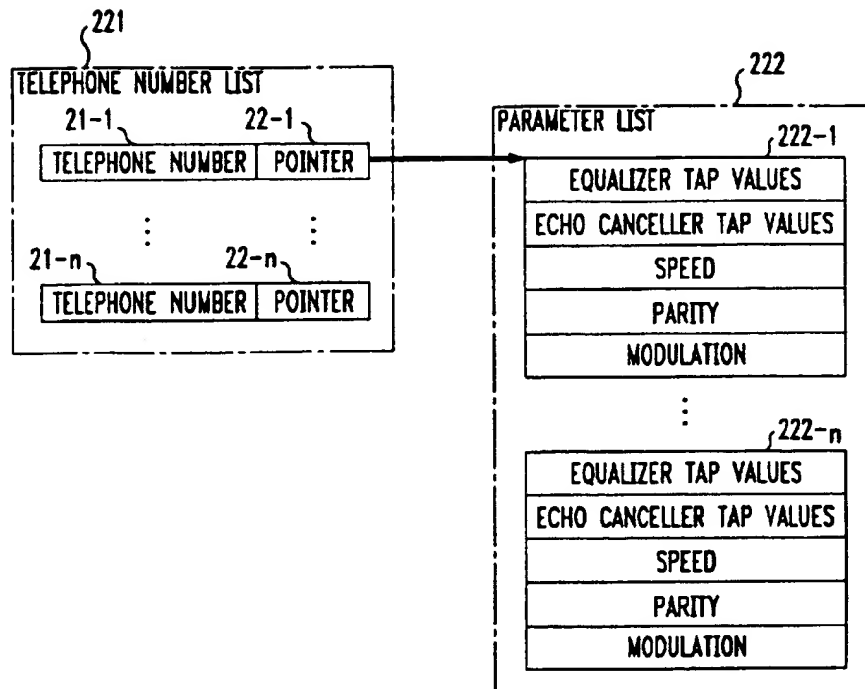 221
TELEPHONE NUMBER LIST
21-1 22-1
TELEPHONE NUMBER POINTER
21-n 22-n
TELEPHONE NUMBER POINTER
222
PARAMETER LIST
222-1
EQUALIZER TAP VALUES
ECHO CANCELLER TAP VALUES
SPEED
PARITY
MODULATION
222-n
EQUALIZER TAP VALUES
ECHO CANCELLER TAP VALUES
SPEED
PARITY
MODULATION